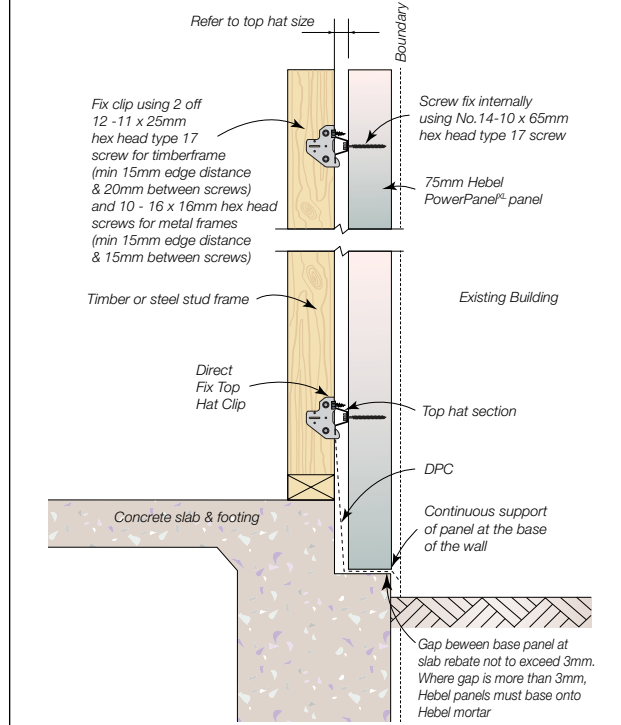 Refer to top hat size
Boundary
Fix clip using 2 off
12 -11 x 25mm
hex head type 17
screw for timberframe
(min 15mm edge distance
& 20mm between screws)
and 10 - 16 x 16mm hex head
screws for metal frames
(min 15mm edge distance
& 15mm between screws)
Screw fix internally
using No.14-10 x 65mm
hex head type 17 screw
75mm Hebel
PowerPanelXL panel
Timber or steel stud frame
Existing Building
Direct
Fix Top
Hat Clip
Top hat section
DPC
Concrete slab & footing
Continuous support
of panel at the base
of the wall
Gap beween base panel at
slab rebate not to exceed 3mm.
Where gap is more than 3mm,
Hebel panels must base onto
Hebel mortar